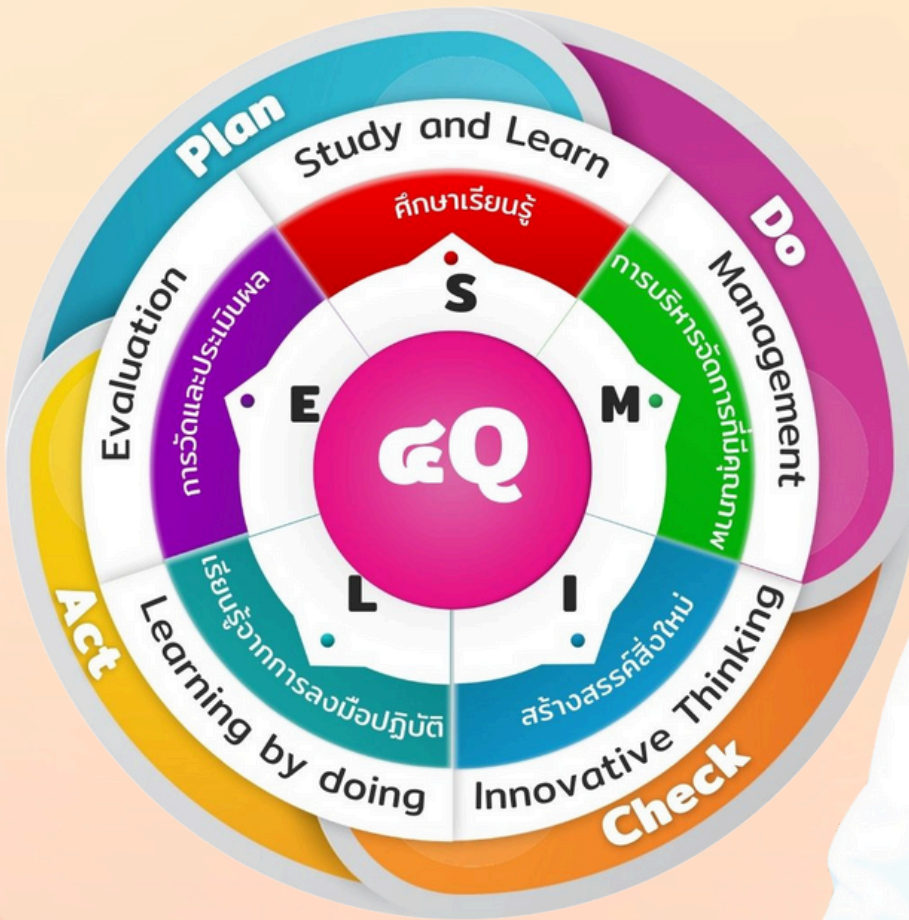 Plan
Do
Check
Act
Study and Learn
Management
Innovative Thinking
Learning by doing
Evaluation
ศึกษาเรียนรู้
การบริหารจัดการที่มีคุณภาพ
สร้างสรรค์สิ่งใหม่
เรียนรู้จากการลงมือปฏิบัติ
การวัดและประเมินผล
S
M
I
L
E
๔Q